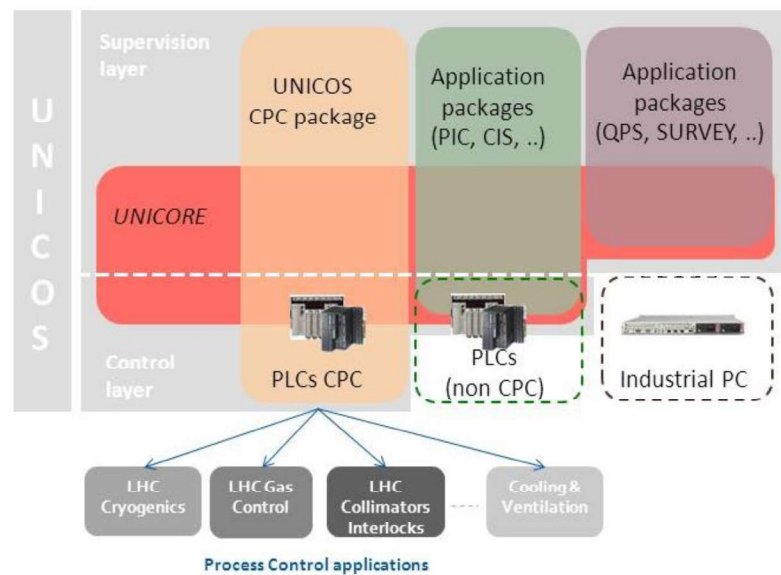 UNICOS
Supervision
layer
UNICOS
CPC package
Application
packages
(PIC, CIS, ..)
Application
packages
(QPS, SURVEY, ..)
UNICORE
Control
layer
PLCs CPC
PLCs
(non CPC)
Industrial PC
LHC
Cryogenics
LHC Gas
Control
LHC
Collimators
Interlocks
Cooling &
Ventilation
Process Control applications